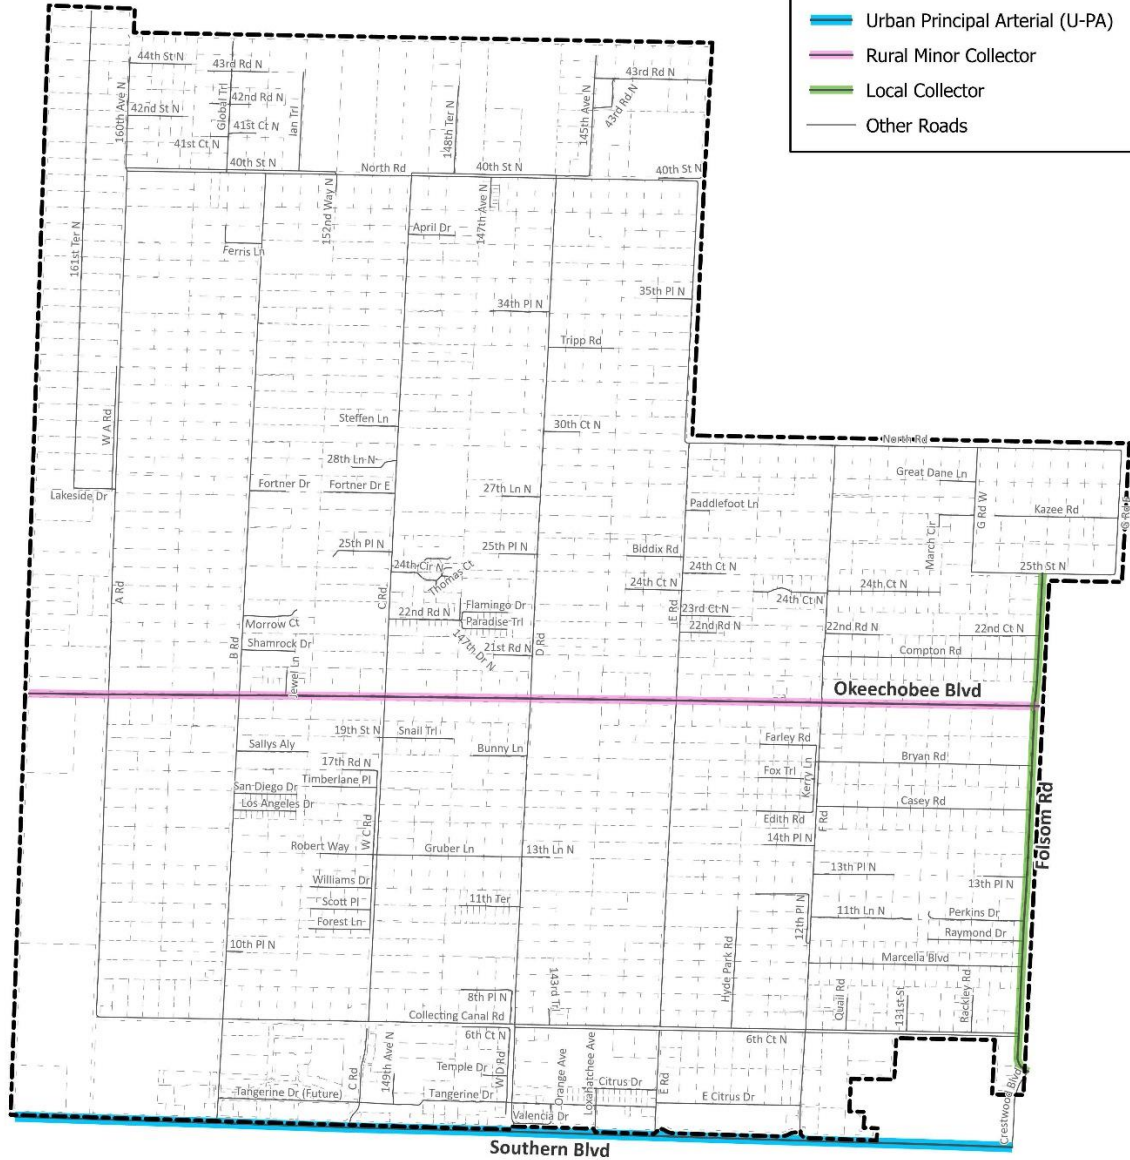 Urban Principal Arterial (U-PA)
Rural Minor Collector
Local Collector
Other Roads
44th St N
43rd Rd N
43rd Rd N
160th Ave N
Global Trl
42nd Rd N
Ian Trl
148th Ter N
145th Ave N
43rd Rd N
42nd St N
41st Ct N
41st Ct N
40th St N
North Rd
40th St N
40th St N
161st Ter N
152nd Way N
147th Ave N
April Dr
Ferris Ln
35th Pl N
34th Pl N
Tripp Rd
W A Rd
Steffen Ln
30th Ct N
North Rd
28th Ln N
Great Dane Ln
Lakeside Dr
Fortner Dr
Fortner Dr E
27th Ln N
Paddlefoot Ln
G Rd W
Kazee Rd
G Rd E
March Cir
25th Pl N
25th Pl N
Biddix Rd
24th Cir N
Thomas Ct
24th Ct N
24th Ct N
24th Ct N
24th Ct N
25th St N
A Rd
C Rd
22nd Rd N
Flamingo Dr
Paradise Trl
E Rd
23rd Ct N
22nd Rd N
22nd Rd N
22nd Ct N
Morrow Ct
B Rd
Shamrock Dr
147th Dr N
21st Rd N
D Rd
Compton Rd
Jewel Ln
Okeechobee Blvd
19th St N
Snail Trl
Farley Rd
Sallys Aly
Bunny Ln
Bryan Rd
17th Rd N
Timberlane Pl
Fox Trl
Kerry Ln
San Diego Dr
Los Angeles Dr
Casey Rd
Folsom Rd
W C Rd
Edith Rd
F Rd
14th Pl N
Robert Way
Gruber Ln
13th Ln N
13th Pl N
13th Pl N
Williams Dr
Scott Pl
11th Ter
12th Pl N
11th Ln N
Perkins Dr
Forest Ln
Raymond Dr
10th Pl N
Hyde Park Rd
Marcella Blvd
8th Pl N
143rd Trl
Quail Rd
131st St
Rackley Rd
Collecting Canal Rd
6th Ct N
6th Ct N
C Rd
149th Ave N
Temple Dr
W D Rd
Orange Ave
Loxahatchee Ave
Citrus Dr
E Rd
E Citrus Dr
Crestwood Blvd
Tangerine Dr (Future)
Tangerine Dr
Valencia Dr
Southern Blvd